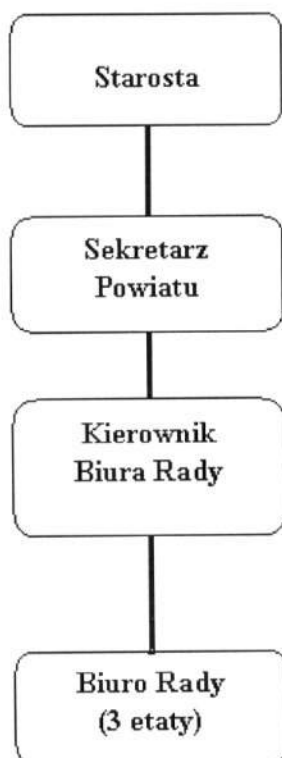 Starosta
Sekretarz
Powiatu
Kierownik
Biura Rady
Biuro Rady
(3 etaty)